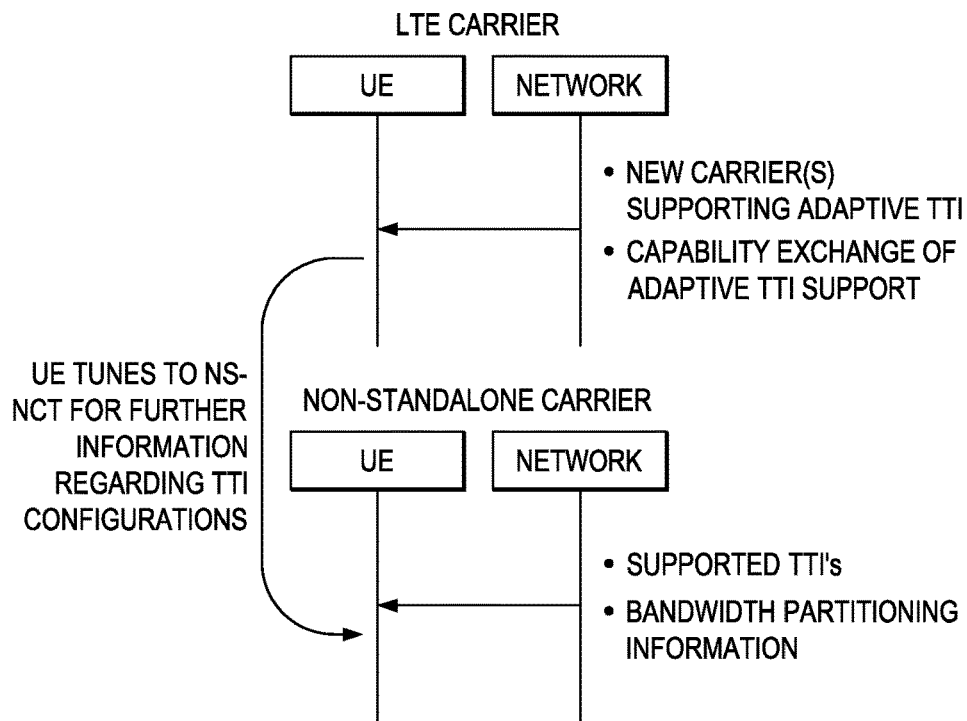 LTE CARRIER
UE
NETWORK
• NEW CARRIER(S)
SUPPORTING ADAPTIVE TTI
• CAPABILITY EXCHANGE OF
ADAPTIVE TTI SUPPORT
UE TUNES TO NS-
NCT FOR FURTHER
INFORMATION
REGARDING TTI
CONFIGURATIONS
NON-STANDALONE CARRIER
UE
NETWORK
• SUPPORTED TTI's
• BANDWIDTH PARTITIONING
INFORMATION